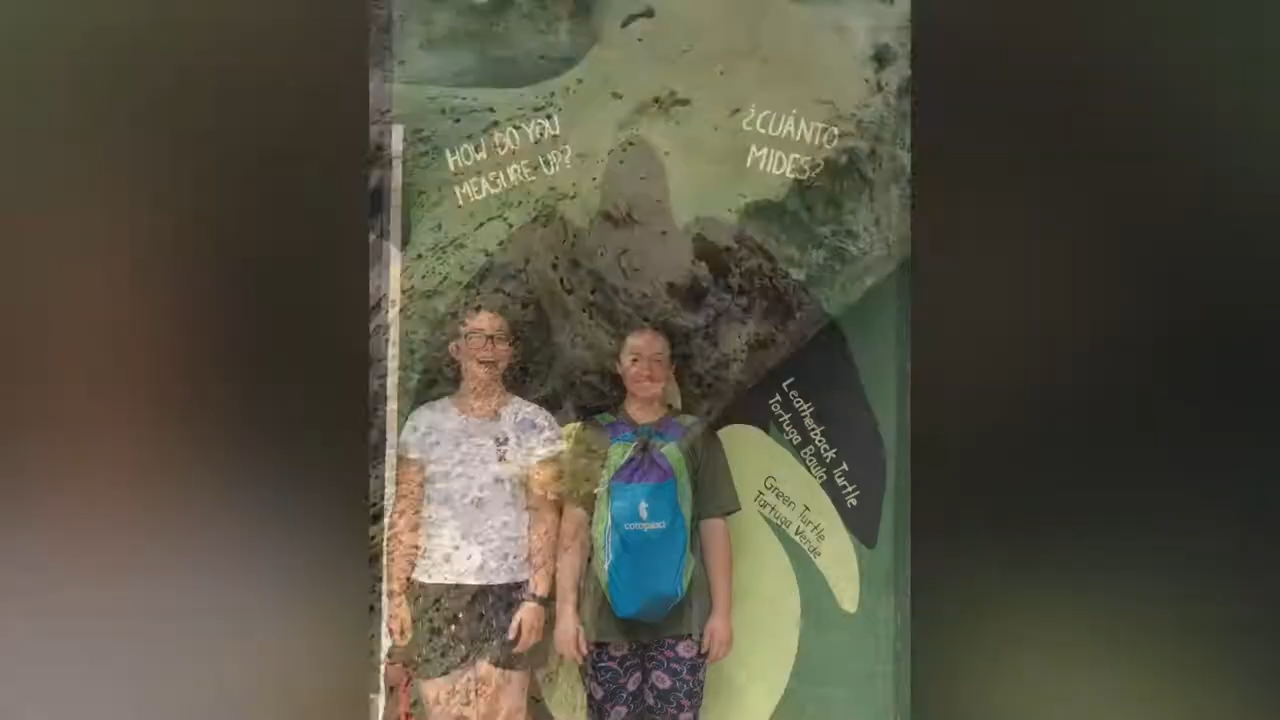 HOW DO YOU
MEASURE UP?
¿CUÁNTO
MIDES?
Leatherback Turtle
Tortuga Baula
Green Turtle
Tortuga Verde
cotopaxi